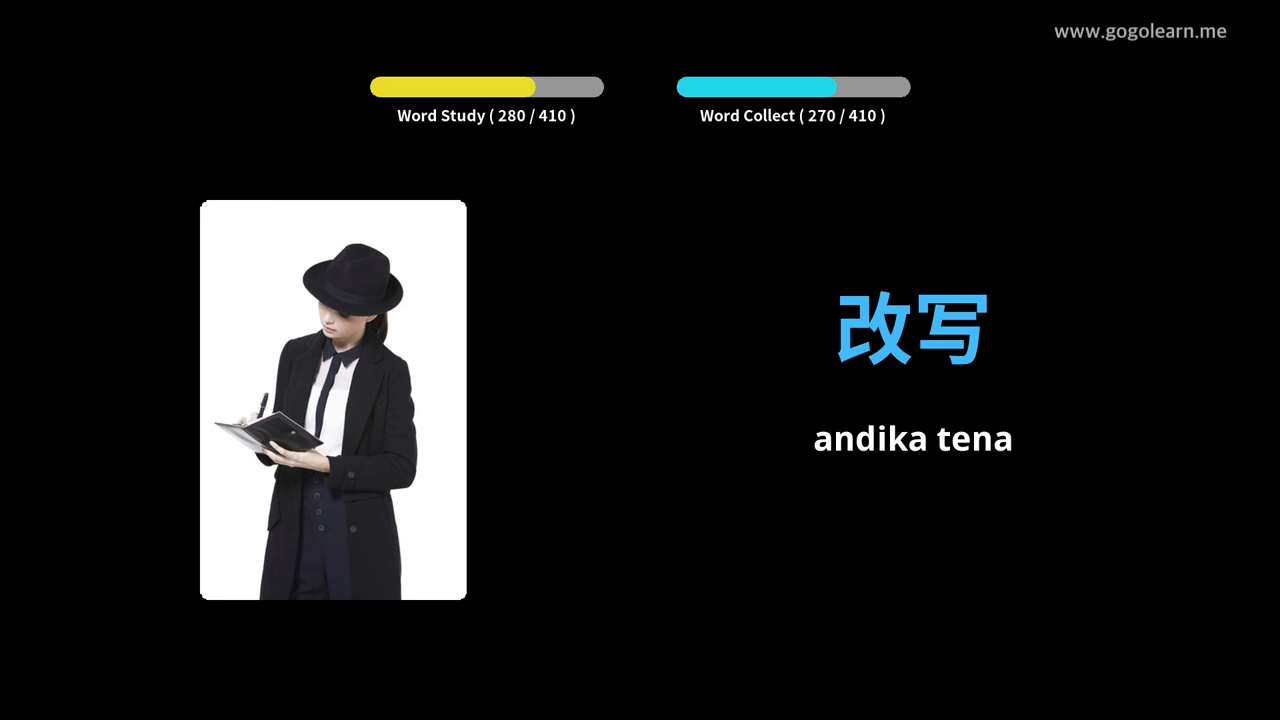 www.gogolearn.me
Word Study ( 280 / 410 )
Word Collect ( 270 / 410 )
改写
andika tena